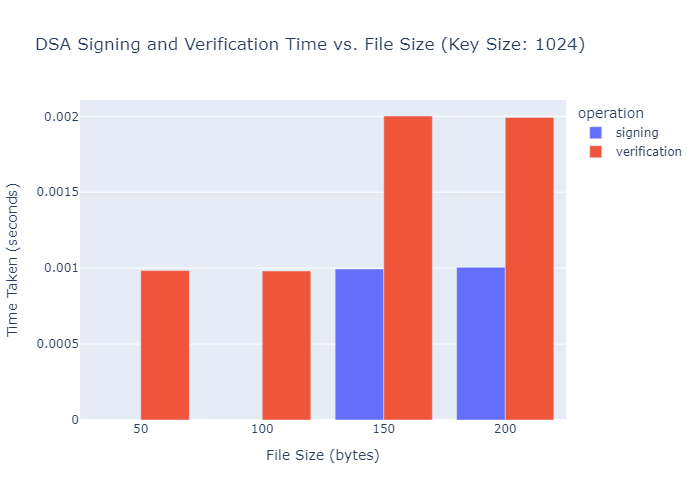 DSA Signing and Verification Time vs. File Size (Key Size: 1024)
operation
signing
verification
0.002
0.0015
0.001
0.0005
0
Time Taken (seconds)
50
100
150
200
File Size (bytes)